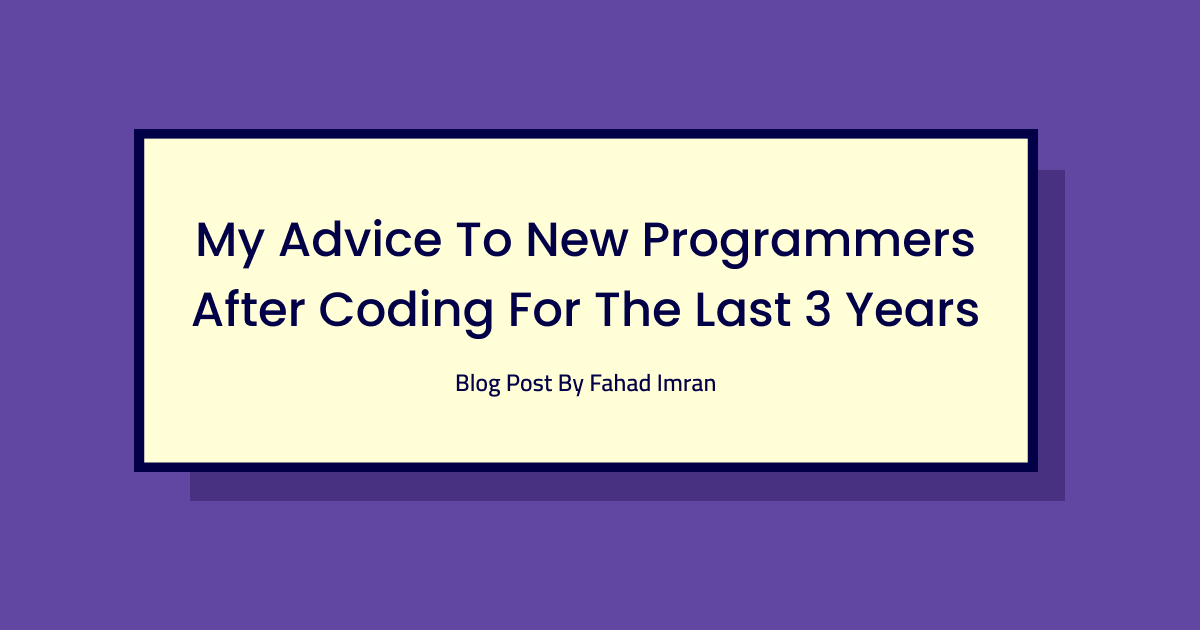 My Advice To New Programmers
After Coding For The Last 3 Years
Blog Post By Fahad Imran